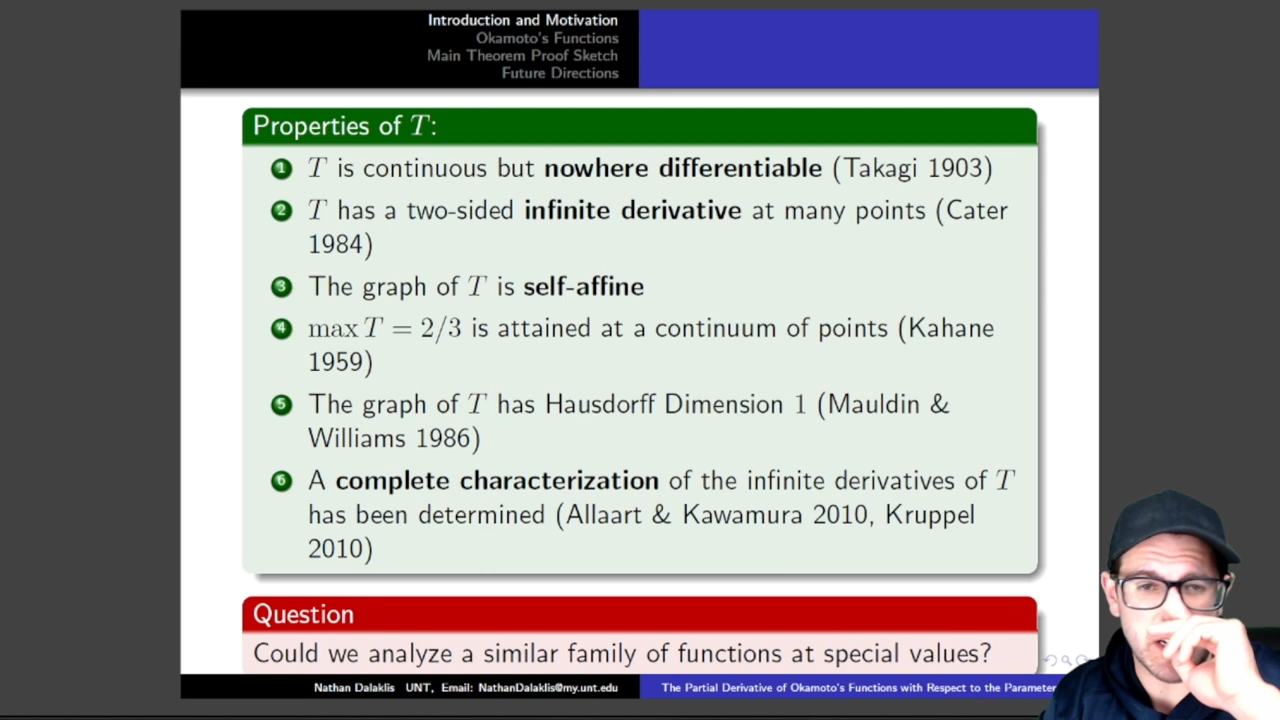 Introduction and Motivation
Okamoto's Functions
Main Theorem Proof Sketch
Future Directions
Properties of T:
1 T is continuous but nowhere differentiable (Takagi 1903)
2 T has a two-sided infinite derivative at many points (Cater
1984)
3 The graph of T is self-affine
4 max T = 2/3 is attained at a continuum of points (Kahane
1959)
5 The graph of T has Hausdorff Dimension 1 (Mauldin &
Williams 1986)
6 A complete characterization of the infinite derivatives of T
has been determined (Allaart & Kawamura 2010, Kruppel
2010)
Question
Could we analyze a similar family of functions at special values?
Nathan Dalaklis UNT, Email: NathanDalaklis@my.unt.edu
The Partial Derivative of Okamoto's Functions with Respect to the Parameter